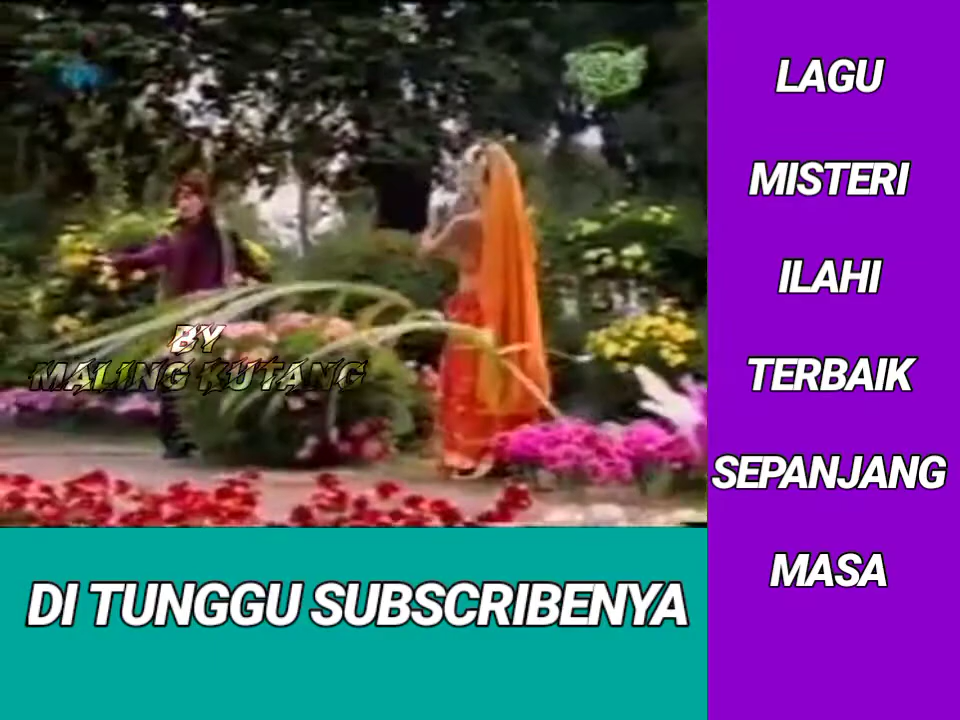 LAGU
MISTERI
ILAHI
TERBAIK
SEPANJANG
MASA
BY
MALING KUTANG
DI TUNGGU SUBSCRIBENYA